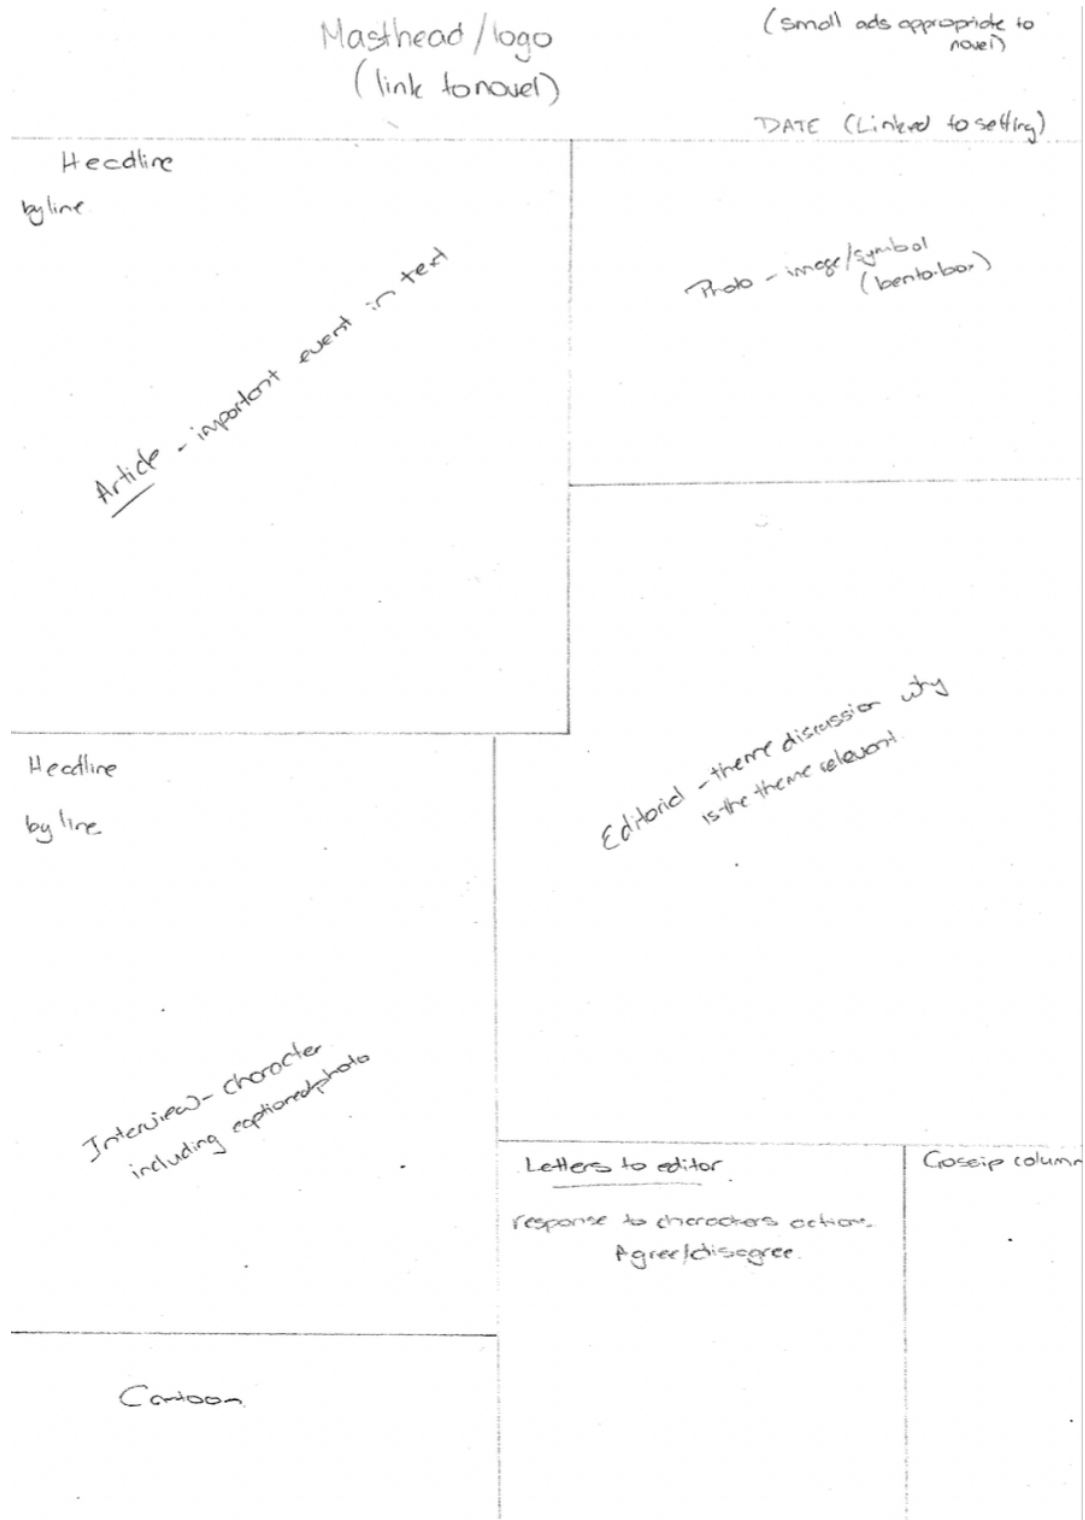 Masthead/logo
(link to novel)
(small ads appropriate to
novel)
DATE (Linked to setting)
Headline
by line
Article - important event in text
Photo - image/symbol
(bento-box)
Editorial - theme discussion why
is the theme relevant.
Headline
by line
Interview - character
including captioned photo
Letters to editor
response to characters actions.
Agree/disagree.
Gossip column
Cartoon